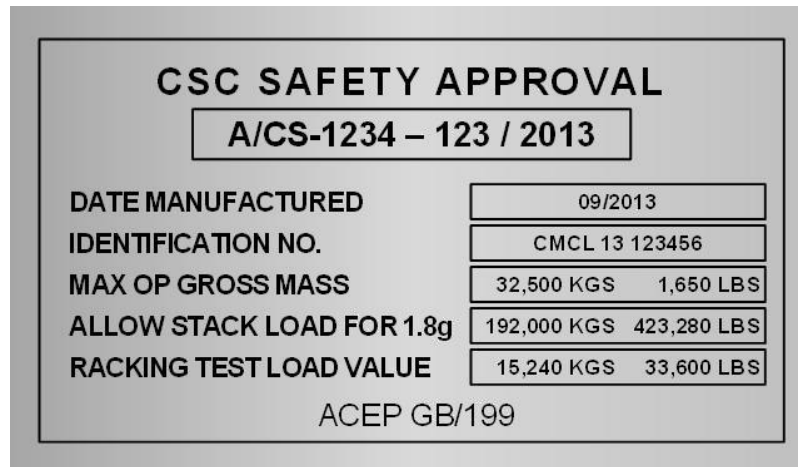 CSC SAFETY APPROVAL
A/CS-1234 – 123 / 2013
DATE MANUFACTURED 09/2013
IDENTIFICATION NO. CMCL 13 123456
MAX OP GROSS MASS 32,500 KGS 1,650 LBS
ALLOW STACK LOAD FOR 1.8g 192,000 KGS 423,280 LBS
RACKING TEST LOAD VALUE 15,240 KGS 33,600 LBS
ACEP GB/199